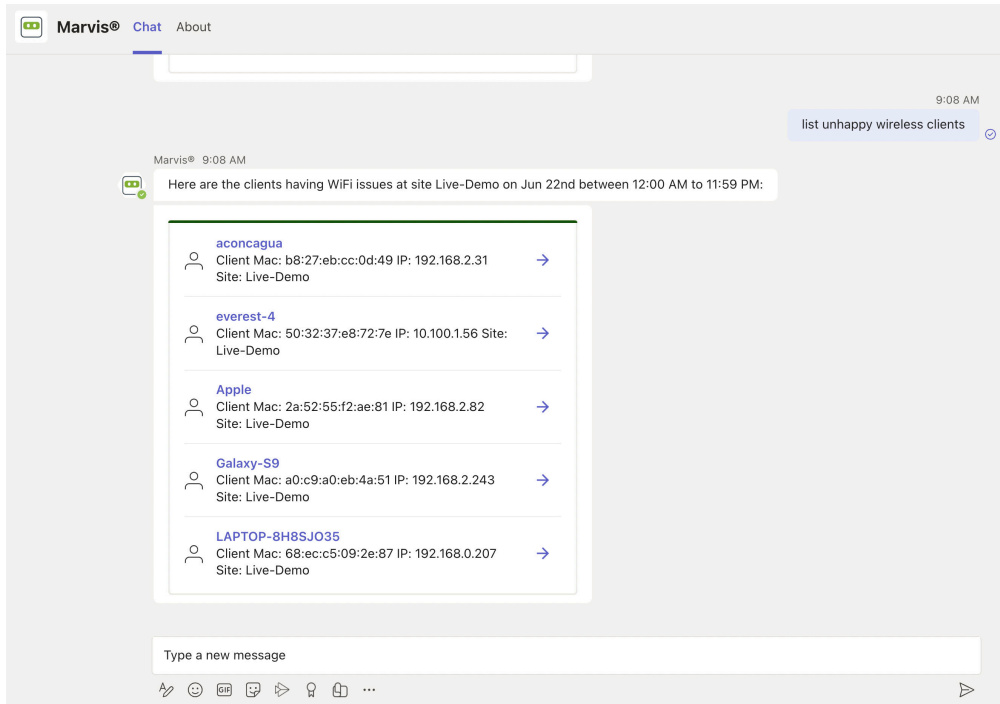 Marvis® Chat About
9:08 AM
list unhappy wireless clients
Marvis® 9:08 AM
Here are the clients having WiFi issues at site Live-Demo on Jun 22nd between 12:00 AM to 11:59 PM:
aconcagua
Client Mac: b8:27:eb:cc:0d:49 IP: 192.168.2.31
Site: Live-Demo
everest-4
Client Mac: 50:32:37:e8:72:7e IP: 10.100.1.56 Site:
Live-Demo
Apple
Client Mac: 2a:52:55:f2:ae:81 IP: 192.168.2.82
Site: Live-Demo
Galaxy-S9
Client Mac: a0:c9:a0:eb:4a:51 IP: 192.168.2.243
Site: Live-Demo
LAPTOP-8H8SJO35
Client Mac: 68:ec:c5:09:2e:87 IP: 192.168.0.207
Site: Live-Demo
Type a new message
GIF